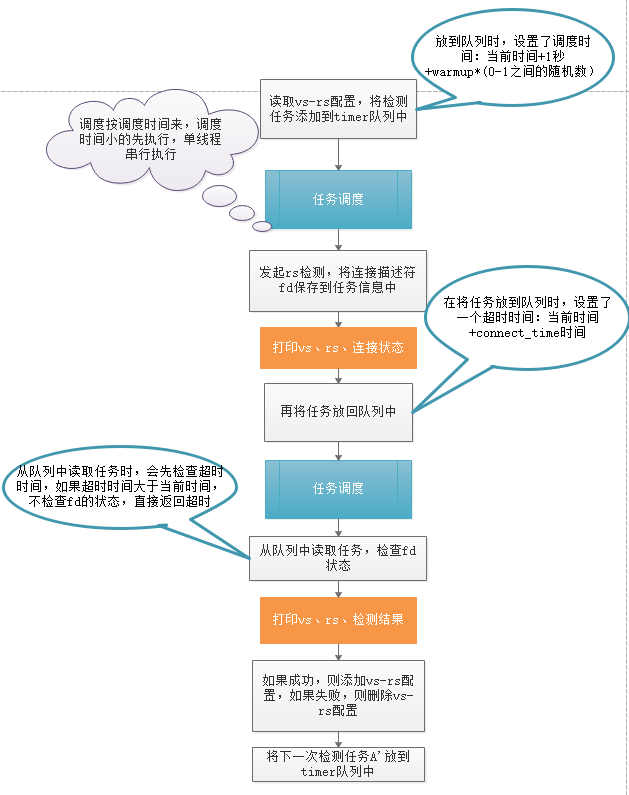 放到队列时，设置了调度时
间：当前时间+1秒
+warmup*(0-1之间的随机数）
读取vs-rs配置，将检测
任务添加到timer队列中
调度按调度时间来，调度
时间小的先执行，单线程
串行执行
任务调度
发起rs检测，将连接描述符
fd保存到任务信息中
在将任务放到队列时，设置了
一个超时时间：当前时间
+connect_time时间
打印vs、rs、连接状态
再将任务放回队列中
从队列中读取任务时，会先检查超时
时间，如果超时时间大于当前时间，
不检查fd的状态，直接返回超时
任务调度
从队列中读取任务，检查fd
状态
打印vs、rs、检测结果
如果成功，则添加vs-rs配
置，如果失败，则删除vs-
rs配置
将下一次检测任务A'放到
timer队列中